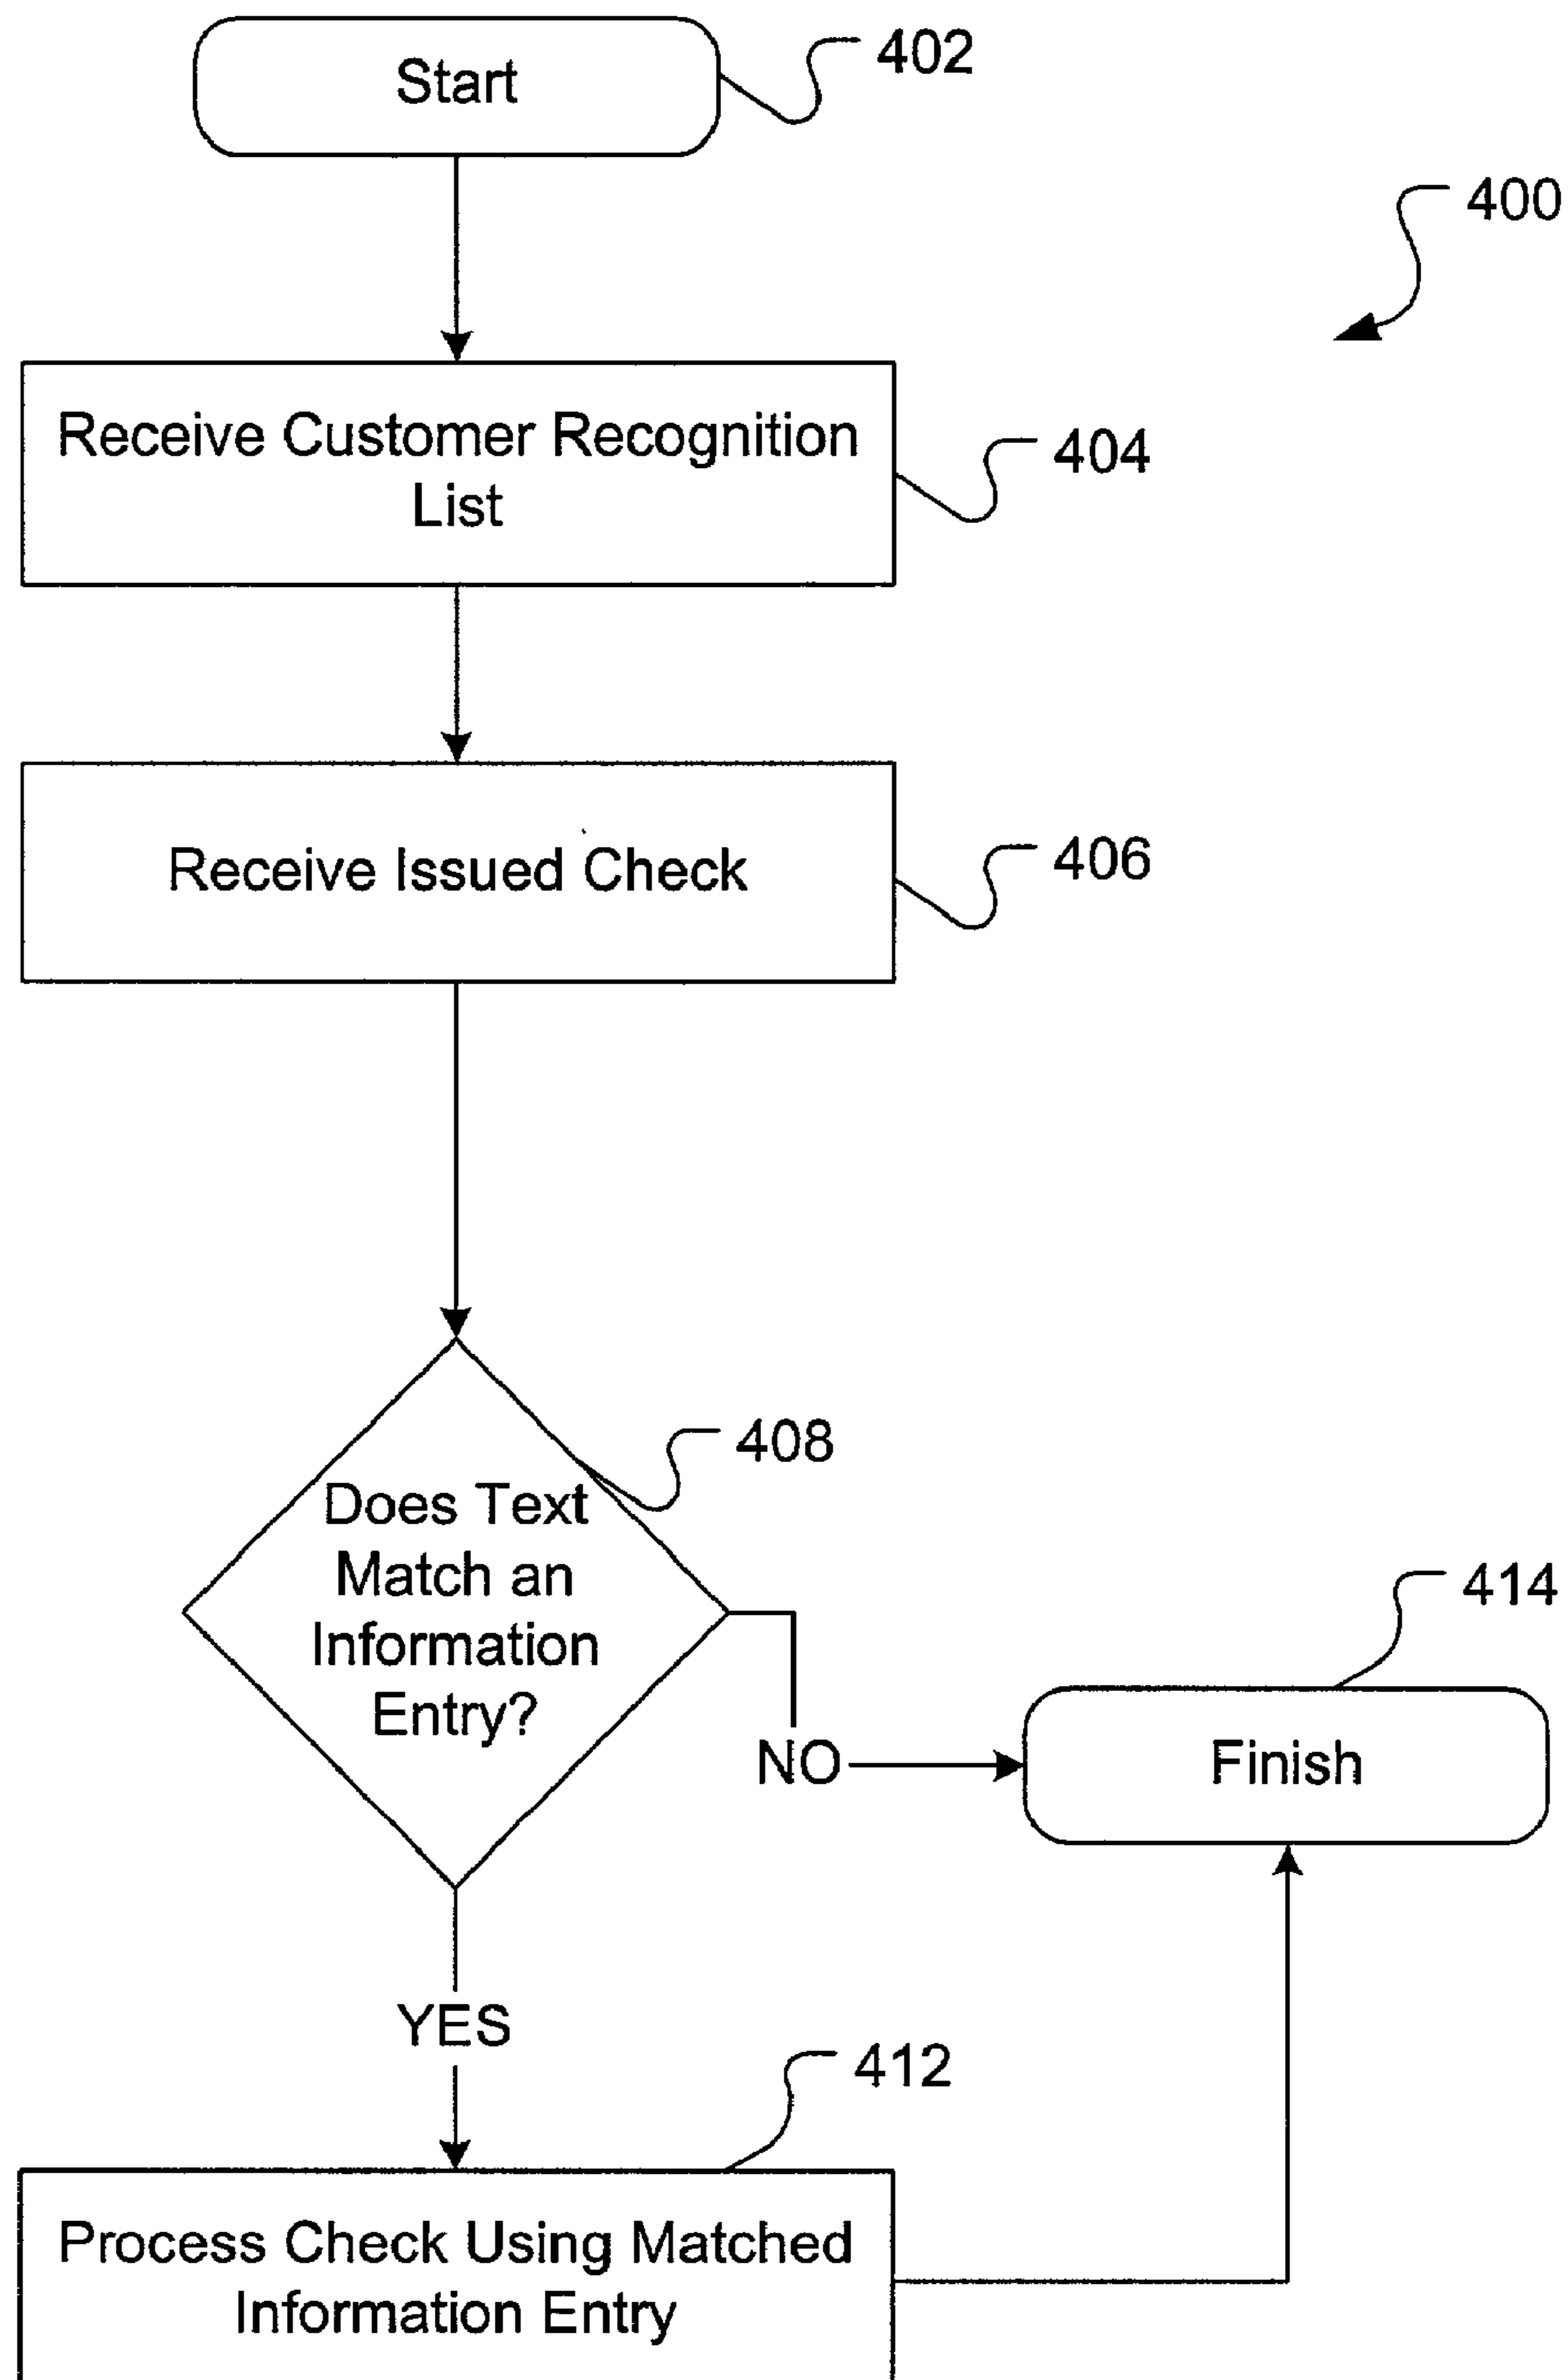 Start
402
400
Receive Customer Recognition
List
404
Receive Issued Check
406
408
Does Text
Match an
Information
Entry?
414
NO
Finish
YES
412
Process Check Using Matched
Information Entry